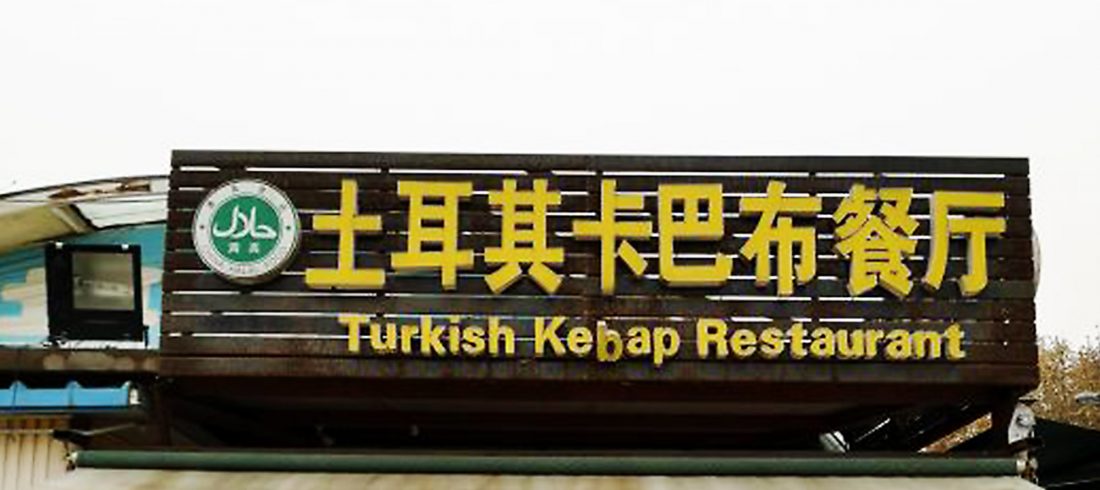 حلال
清真
土耳其卡巴布餐厅
Turkish Kebap Restaurant